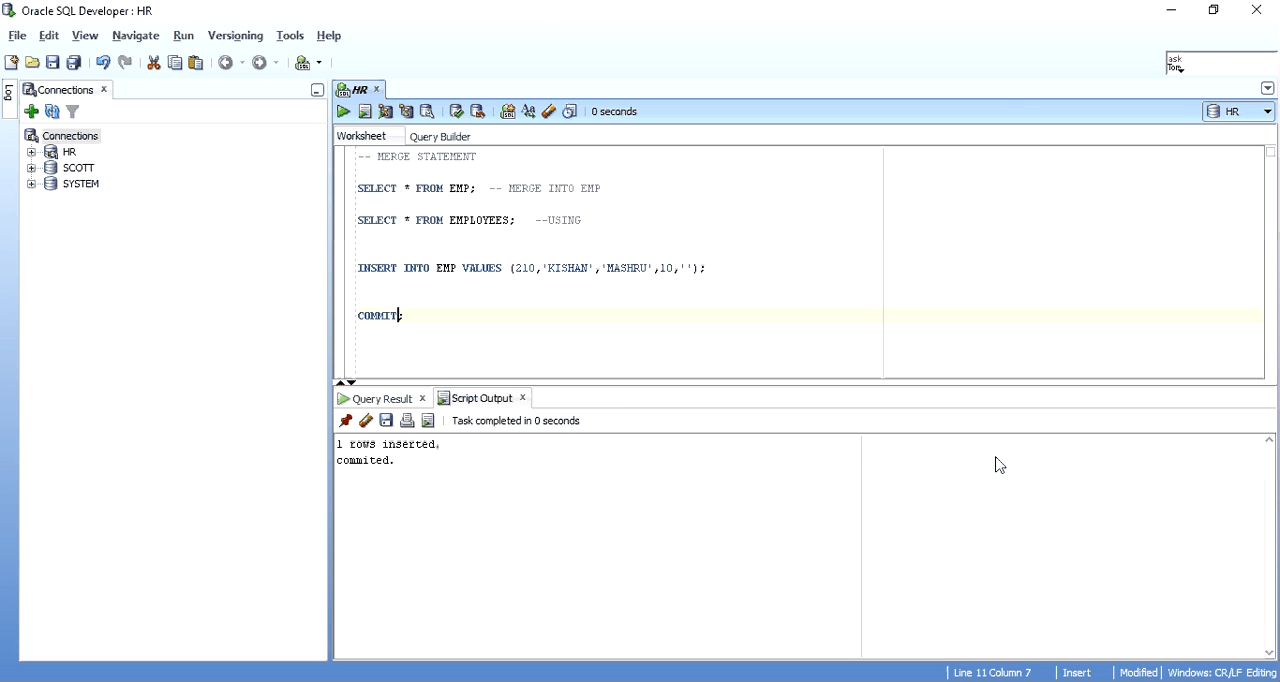 Oracle SQL Developer : HR
File Edit View Navigate Run Versioning Tools Help
ask
Tom
Log
Connections
HR
0 seconds
HR
Worksheet Query Builder
Connections
HR
SCOTT
SYSTEM
-- MERGE STATEMENT
SELECT * FROM EMP; -- MERGE INTO EMP
SELECT * FROM EMPLOYEES; --USING
INSERT INTO EMP VALUES (210,'KISHAN','MASHRU',10,'');
COMMIT;
Query Result Script Output
Task completed in 0 seconds
1 rows inserted.
commited.
Line 11 Column 7 Insert Modified Windows: CR/LF Editing